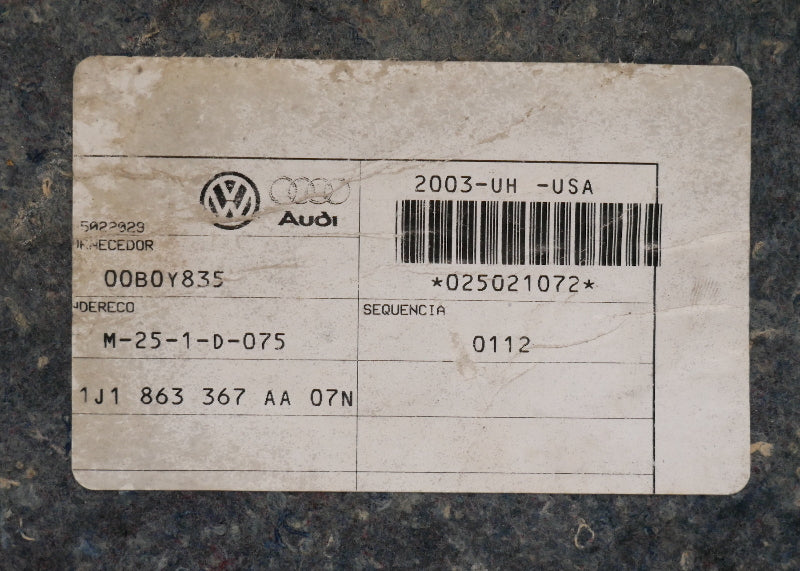 2003-UH -USA
Audi
5022029
*025021072*
00B0Y835
SEQUENCIA
M-25-1-D-075
0112
1J1 863 367 AA 07N